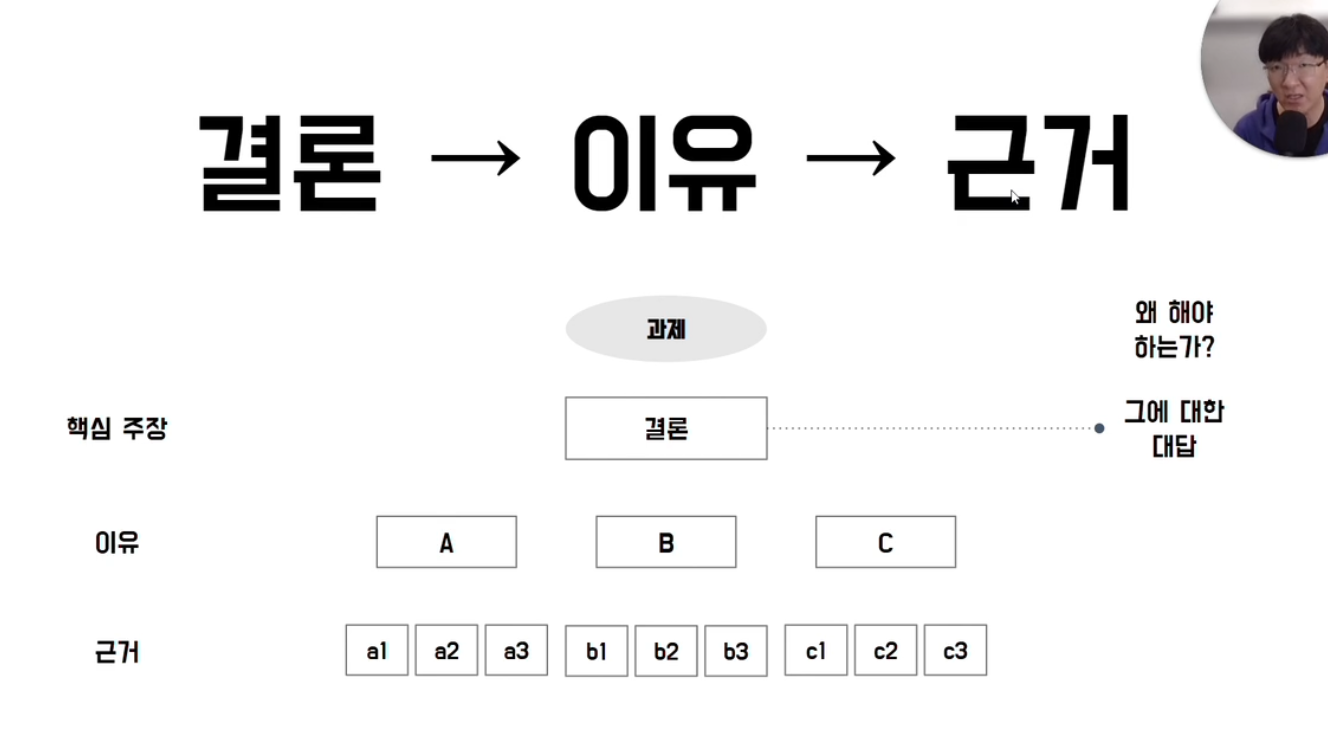 결론 → 이유 → 근거
과제
왜 해야
하는가?
핵심 주장
결론
그에 대한
대답
이유
A
B
C
근거
a1
a2
a3
b1
b2
b3
c1
c2
c3